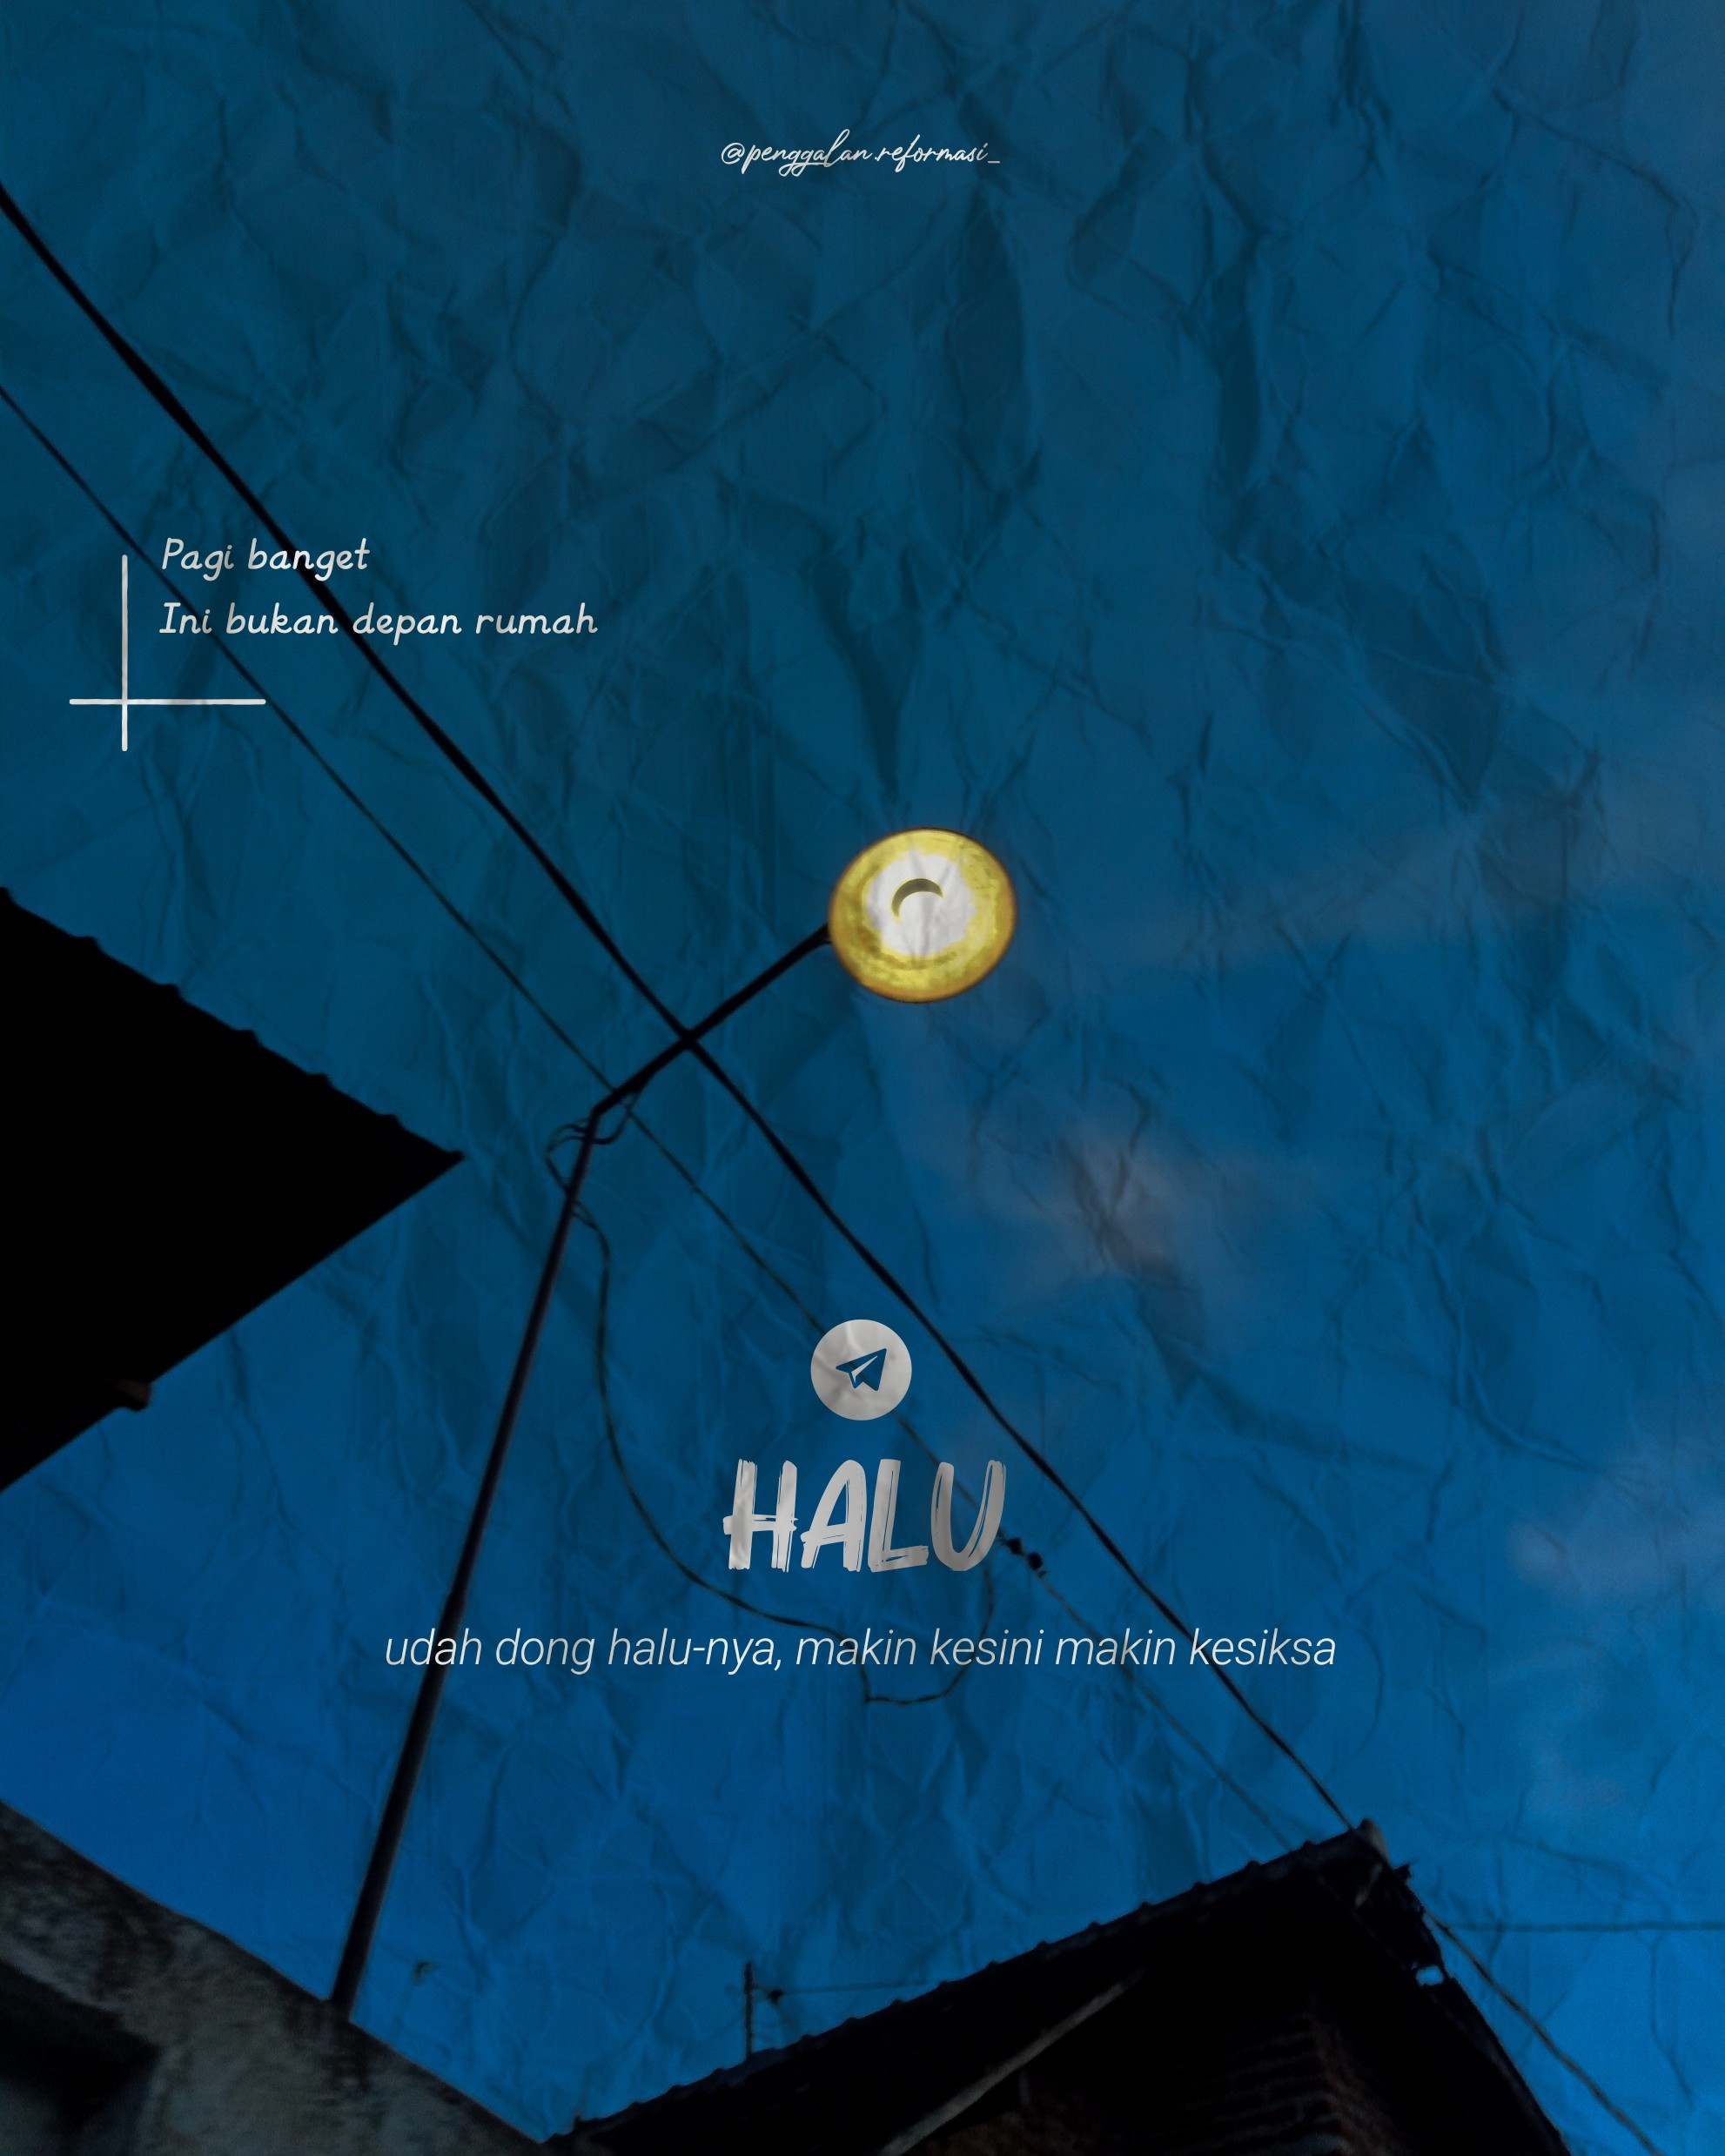 @penggalan.reformasi_
Pagi banget
Ini bukan depan rumah
HALU
udah dong halu-nya, makin kesini makin kesiksa